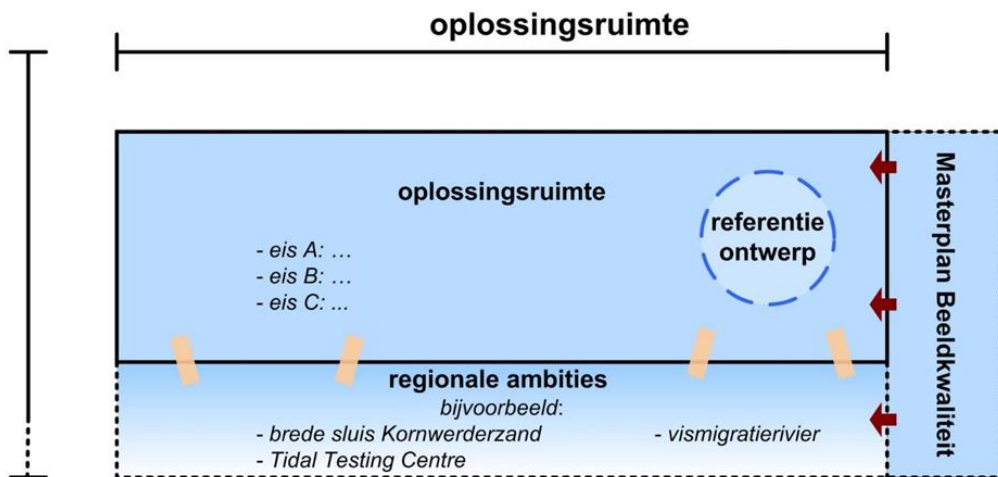 oplossingsruimte
oplossingsruimte
referentie
ontwerp
- eis A: ...
- eis B: ...
- eis C: ...
regionale ambities
bijvoorbeeld:
- brede sluis Kornwerderzand
- Tidal Testing Centre
- vismigratierivier
Masterplan Beeldkwaliteit